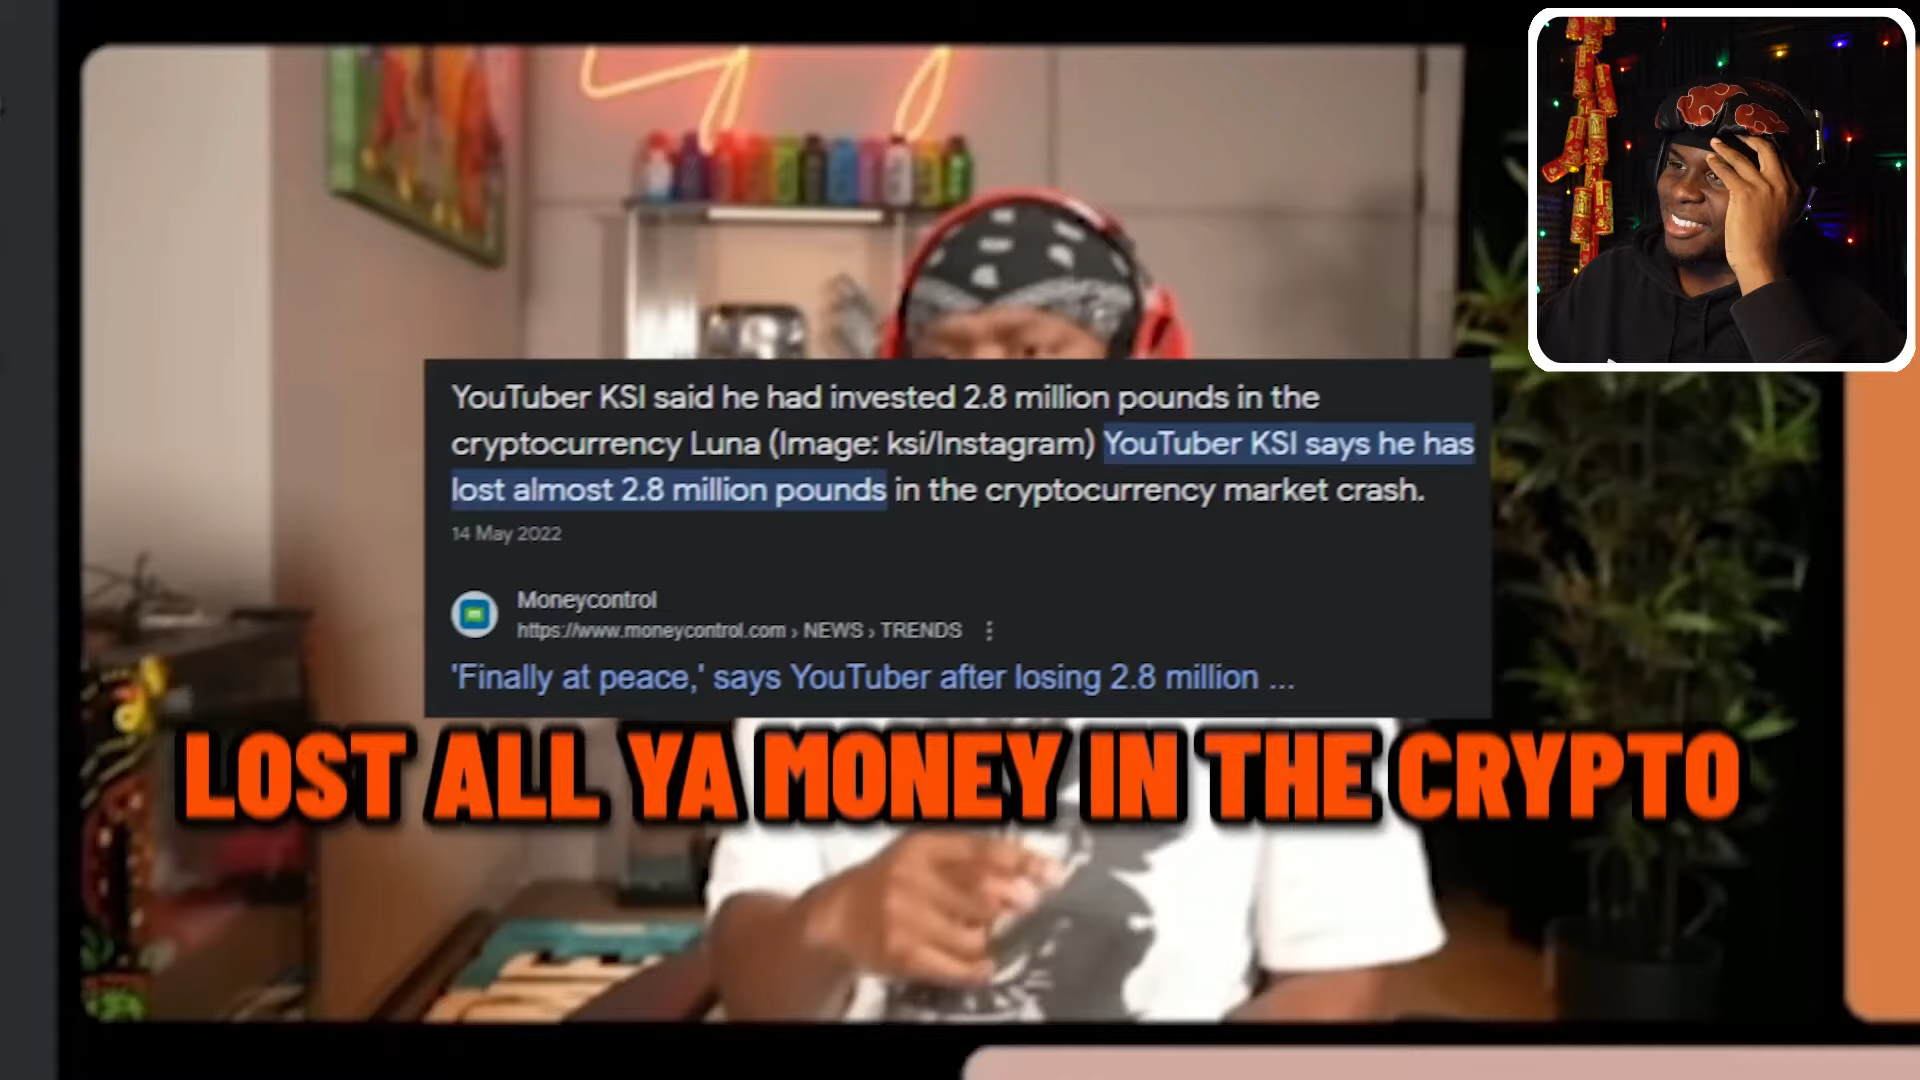 YouTuber KSI said he had invested 2.8 million pounds in the
cryptocurrency Luna (Image: ksi/Instagram) YouTuber KSI says he has
lost almost 2.8 million pounds in the cryptocurrency market crash.
14 May 2022
Moneycontrol
https://www.moneycontrol.com › NEWS › TRENDS
'Finally at peace,' says YouTuber after losing 2.8 million ...
LOST ALL YA MONEY IN THE CRYPTO